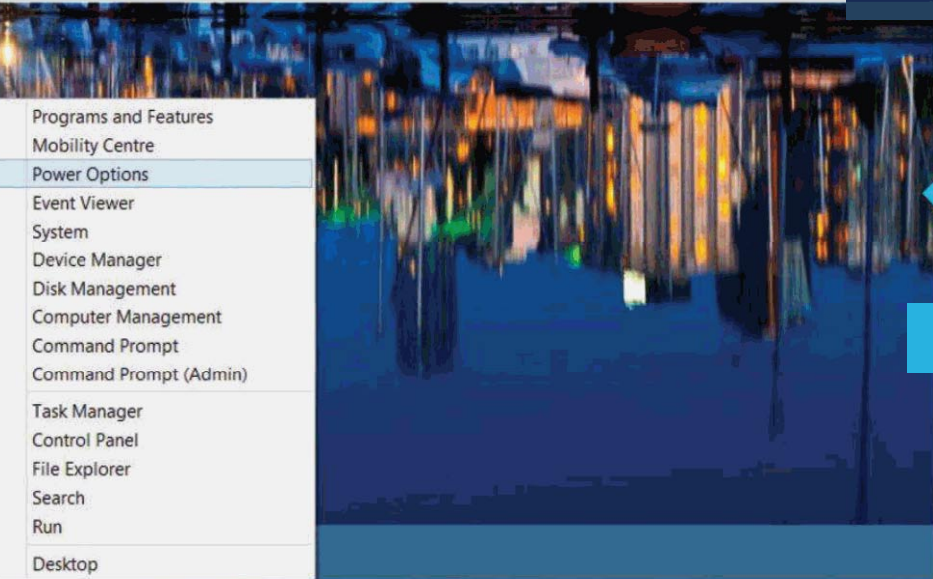 Programs and Features
Mobility Centre
Power Options
Event Viewer
System
Device Manager
Disk Management
Computer Management
Command Prompt
Command Prompt (Admin)
Task Manager
Control Panel
File Explorer
Search
Run
Desktop